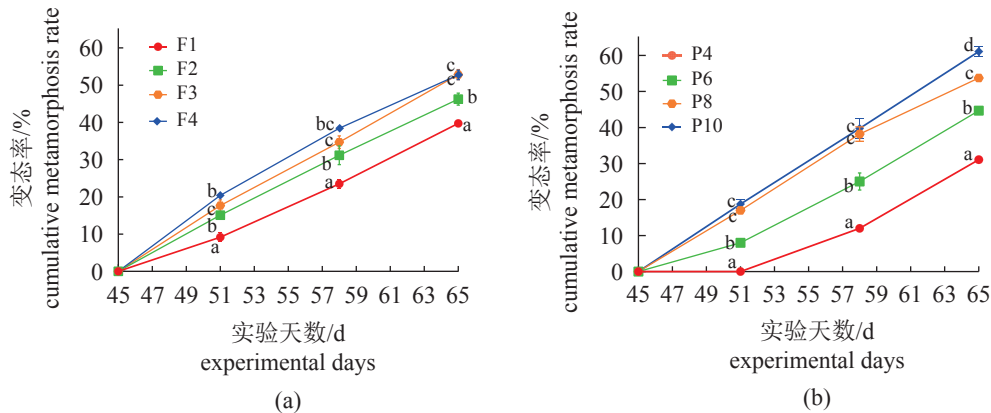 变态率/%
cumulative metamorphosis rate
60
50
40
30
20
10
0
F1
F2
F3
F4
b
c
b
a
bc
c
b
a
c
c
b
a
45 47 49 51 53 55 57 59 61 63 65
实验天数/d
experimental days
(a)
变态率/%
cumulative metamorphosis rate
60
50
40
30
20
10
0
P4
P6
P8
P10
c
c
b
a
c
c
b
a
d
c
b
a
45 47 49 51 53 55 57 59 61 63 65
实验天数/d
experimental days
(b)